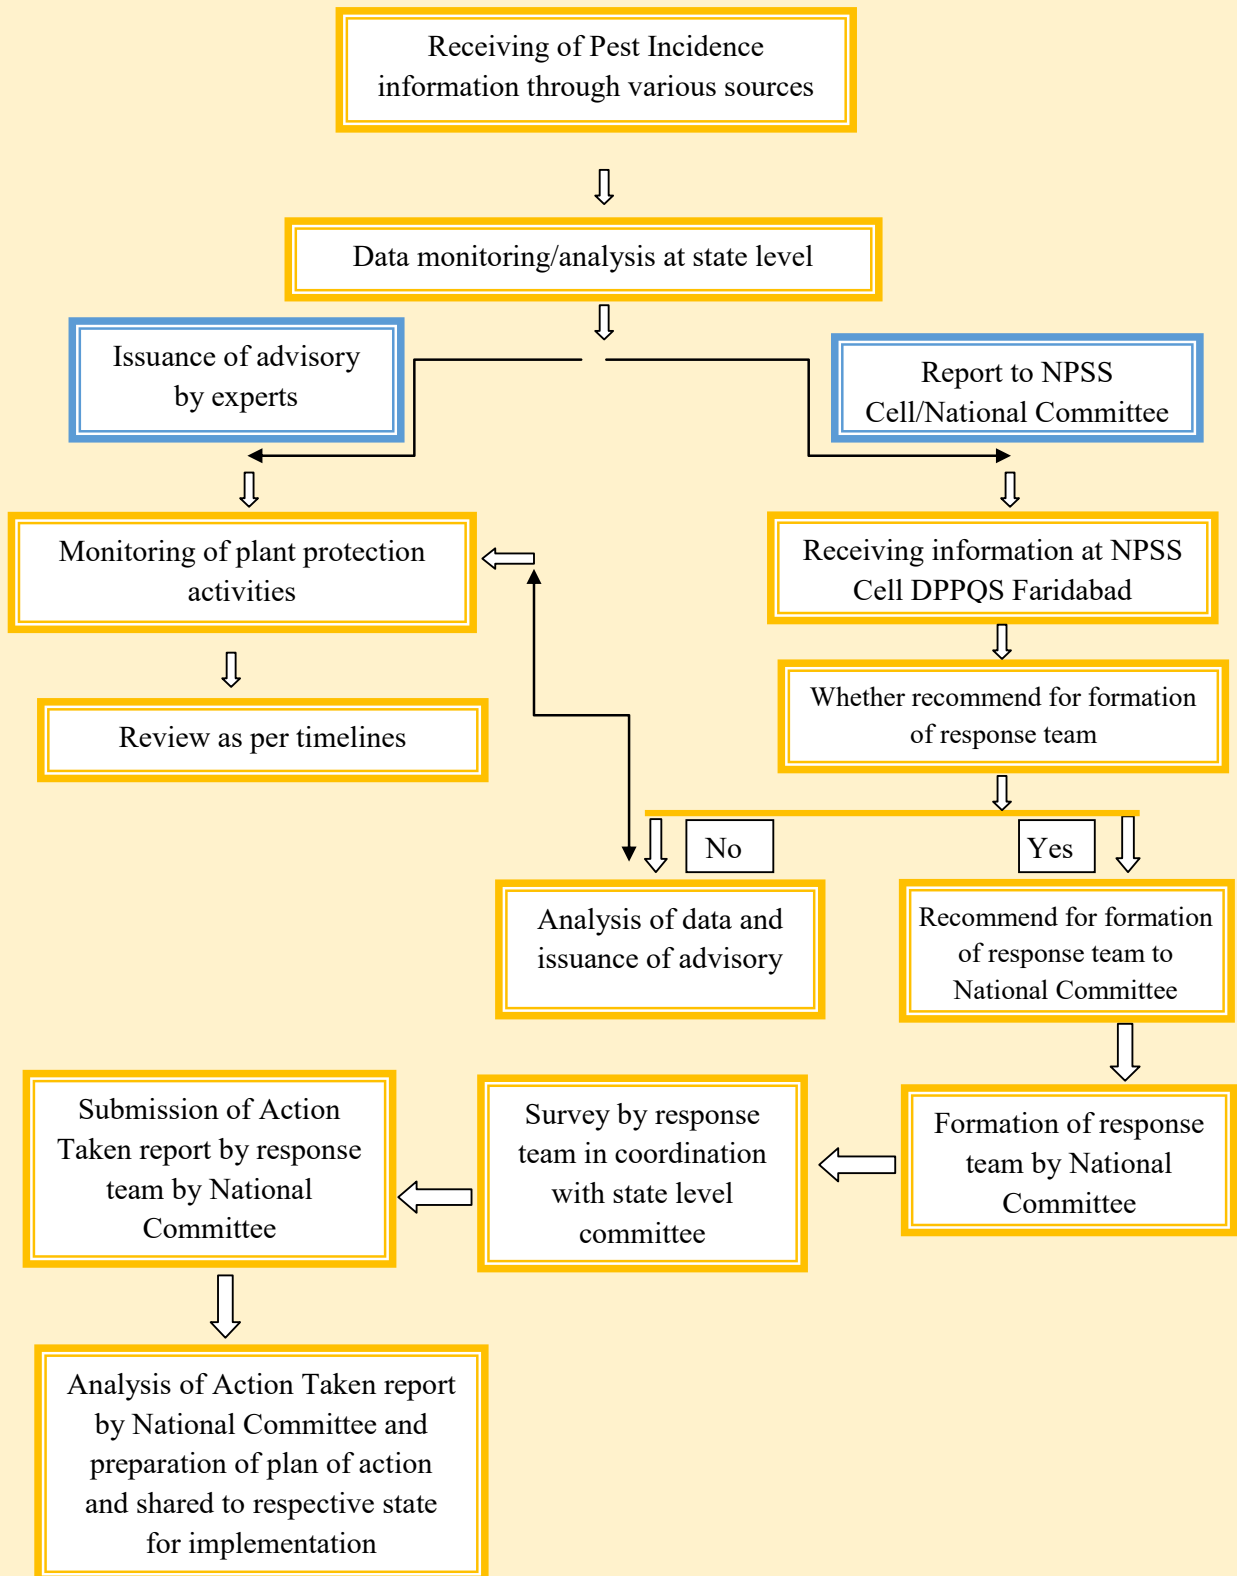 Receiving of Pest Incidence
information through various sources
Data monitoring/analysis at state level
Issuance of advisory
by experts
Report to NPSS
Cell/National Committee
Monitoring of plant protection
activities
Receiving information at NPSS
Cell DPPQS Faridabad
Review as per timelines
Whether recommend for formation
of response team
No
Yes
Analysis of data and
issuance of advisory
Recommend for formation
of response team to
National Committee
Formation of response
team by National
Committee
Survey by response
team in coordination
with state level
committee
Submission of Action
Taken report by response
team by National
Committee
Analysis of Action Taken report
by National Committee and
preparation of plan of action
and shared to respective state
for implementation